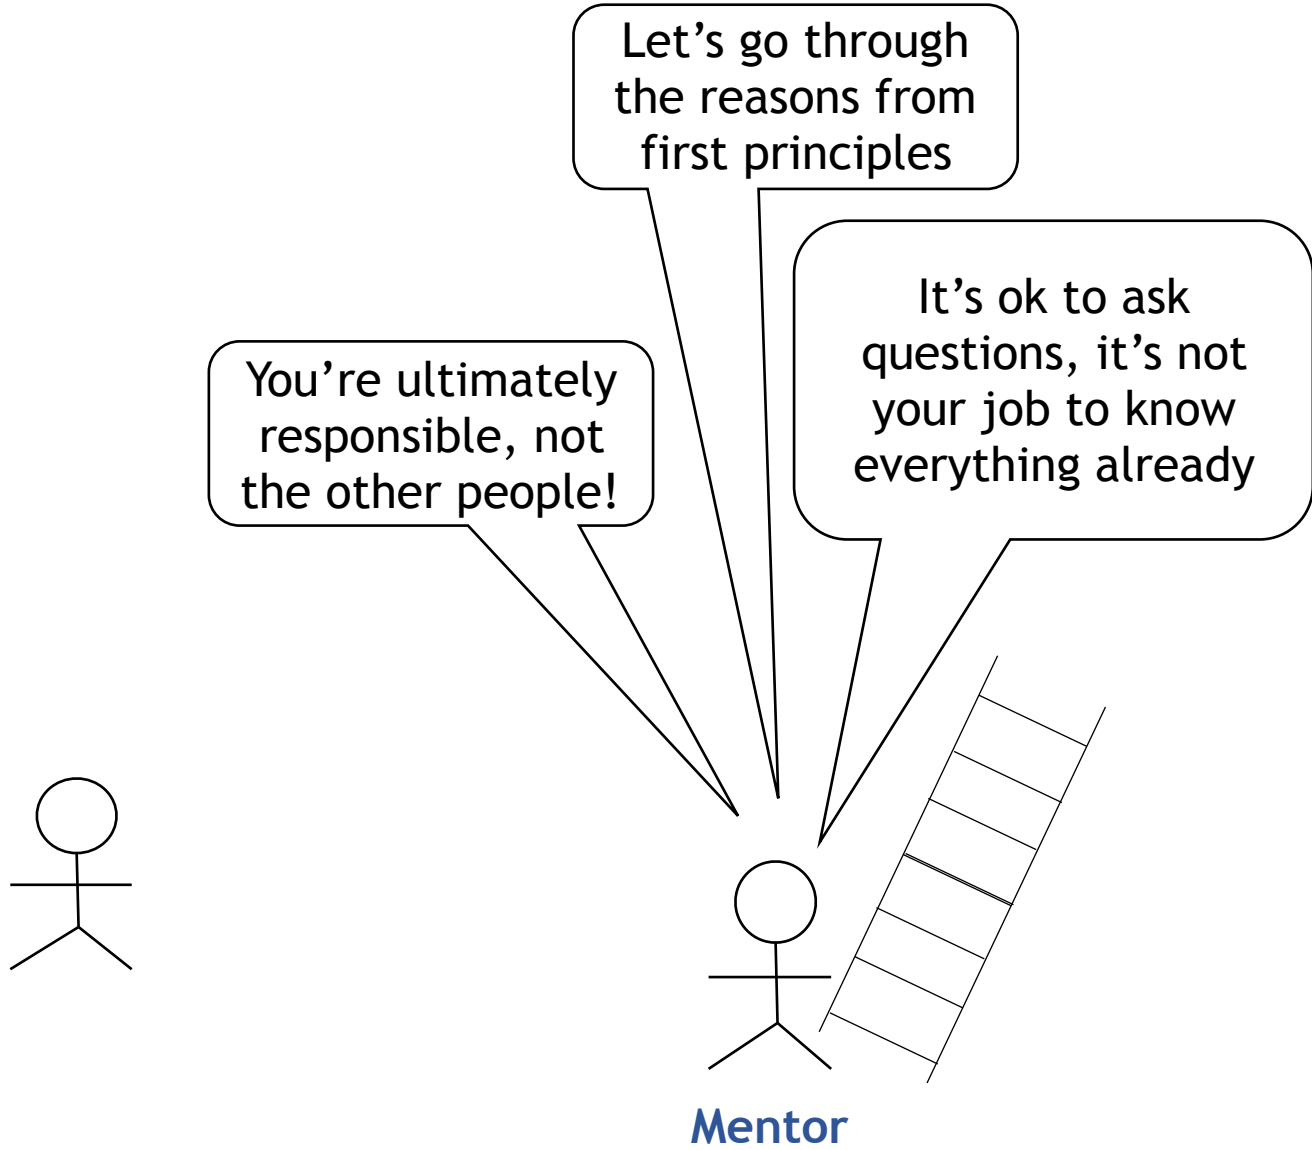 Let’s go through
the reasons from
first principles
It’s ok to ask
questions, it’s not
your job to know
everything already
You’re ultimately
responsible, not
the other people!
Mentor